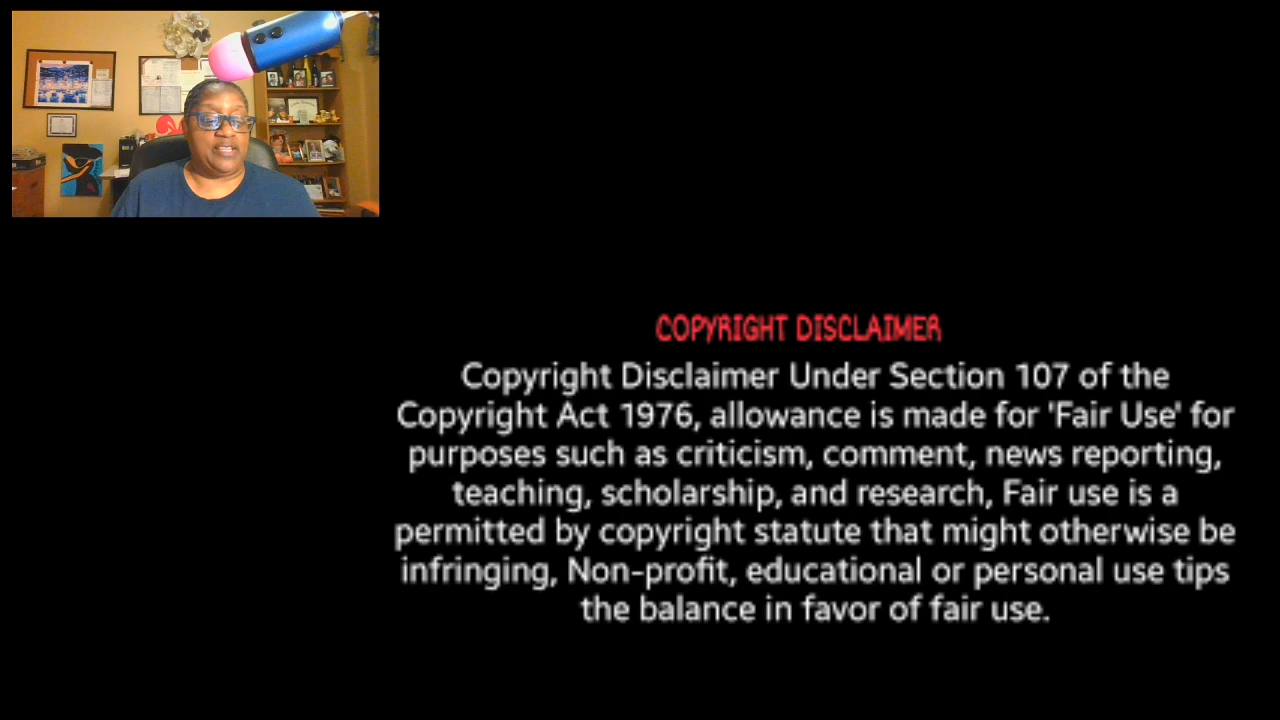 COPYRIGHT DISCLAIMER
Copyright Disclaimer Under Section 107 of the
Copyright Act 1976, allowance is made for 'Fair Use' for
purposes such as criticism, comment, news reporting,
teaching, scholarship, and research, Fair use is a
permitted by copyright statute that might otherwise be
infringing, Non-profit, educational or personal use tips
the balance in favor of fair use.